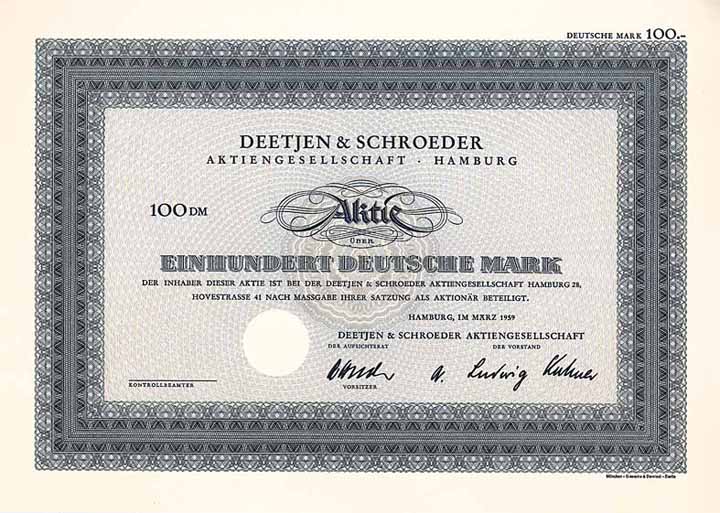 DEUTSCHE MARK 100.-
DEETJEN & SCHROEDER
AKTIENGESELLSCHAFT · HAMBURG
100 DM
Aktie
ÜBER
EINHUNDERT DEUTSCHE MARK
DER INHABER DIESER AKTIE IST BEI DER DEETJEN & SCHROEDER AKTIENGESELLSCHAFT HAMBURG 28,
HOVESTRASSE 41 NACH MASSGABE IHRER SATZUNG ALS AKTIONÄR BETEILIGT.
HAMBURG, IM MÄRZ 1959
DEETJEN & SCHROEDER AKTIENGESELLSCHAFT
DER AUFSICHTSRAT DER VORSTAND
Ludwig
KONTROLLBEAMTER
VORSITZER
München